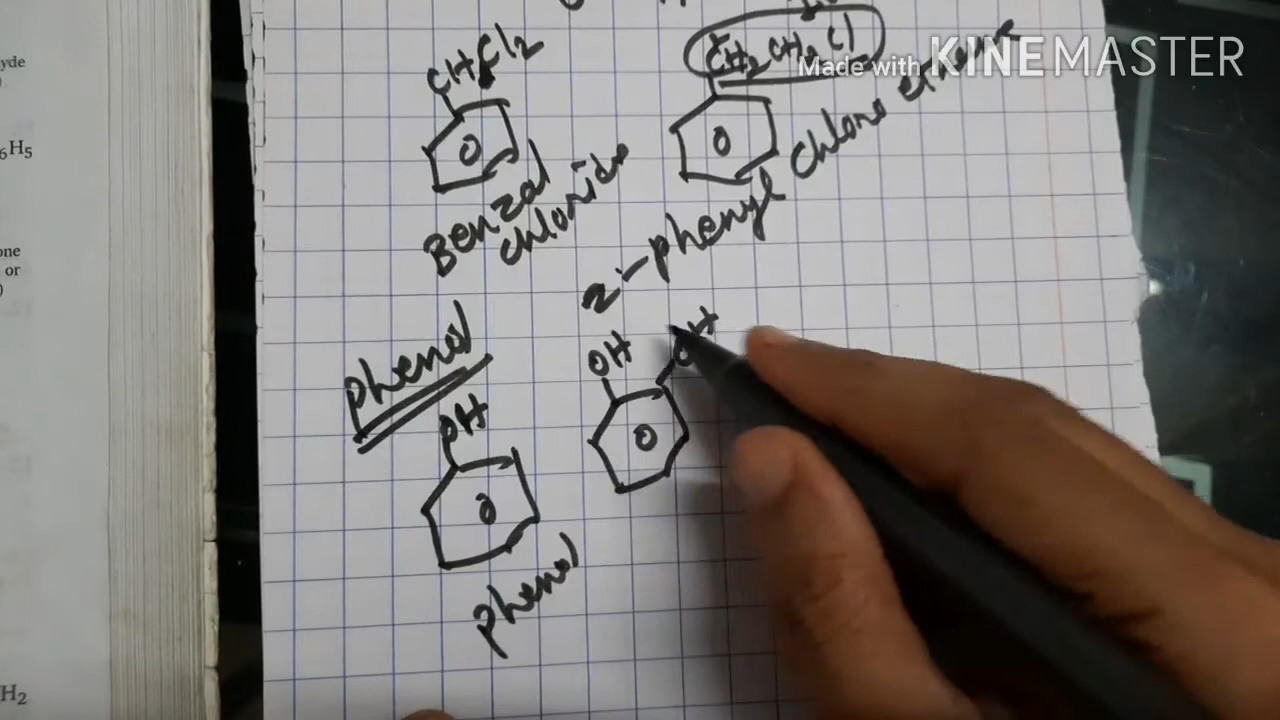 yde
6H5
one
or
)
H2
CHCl2
Benzal
chloride
CH2CH2Cl
2-phenyl chloro ethane
Made with KINEMASTER
phenol
OH
phenol
OH
OH